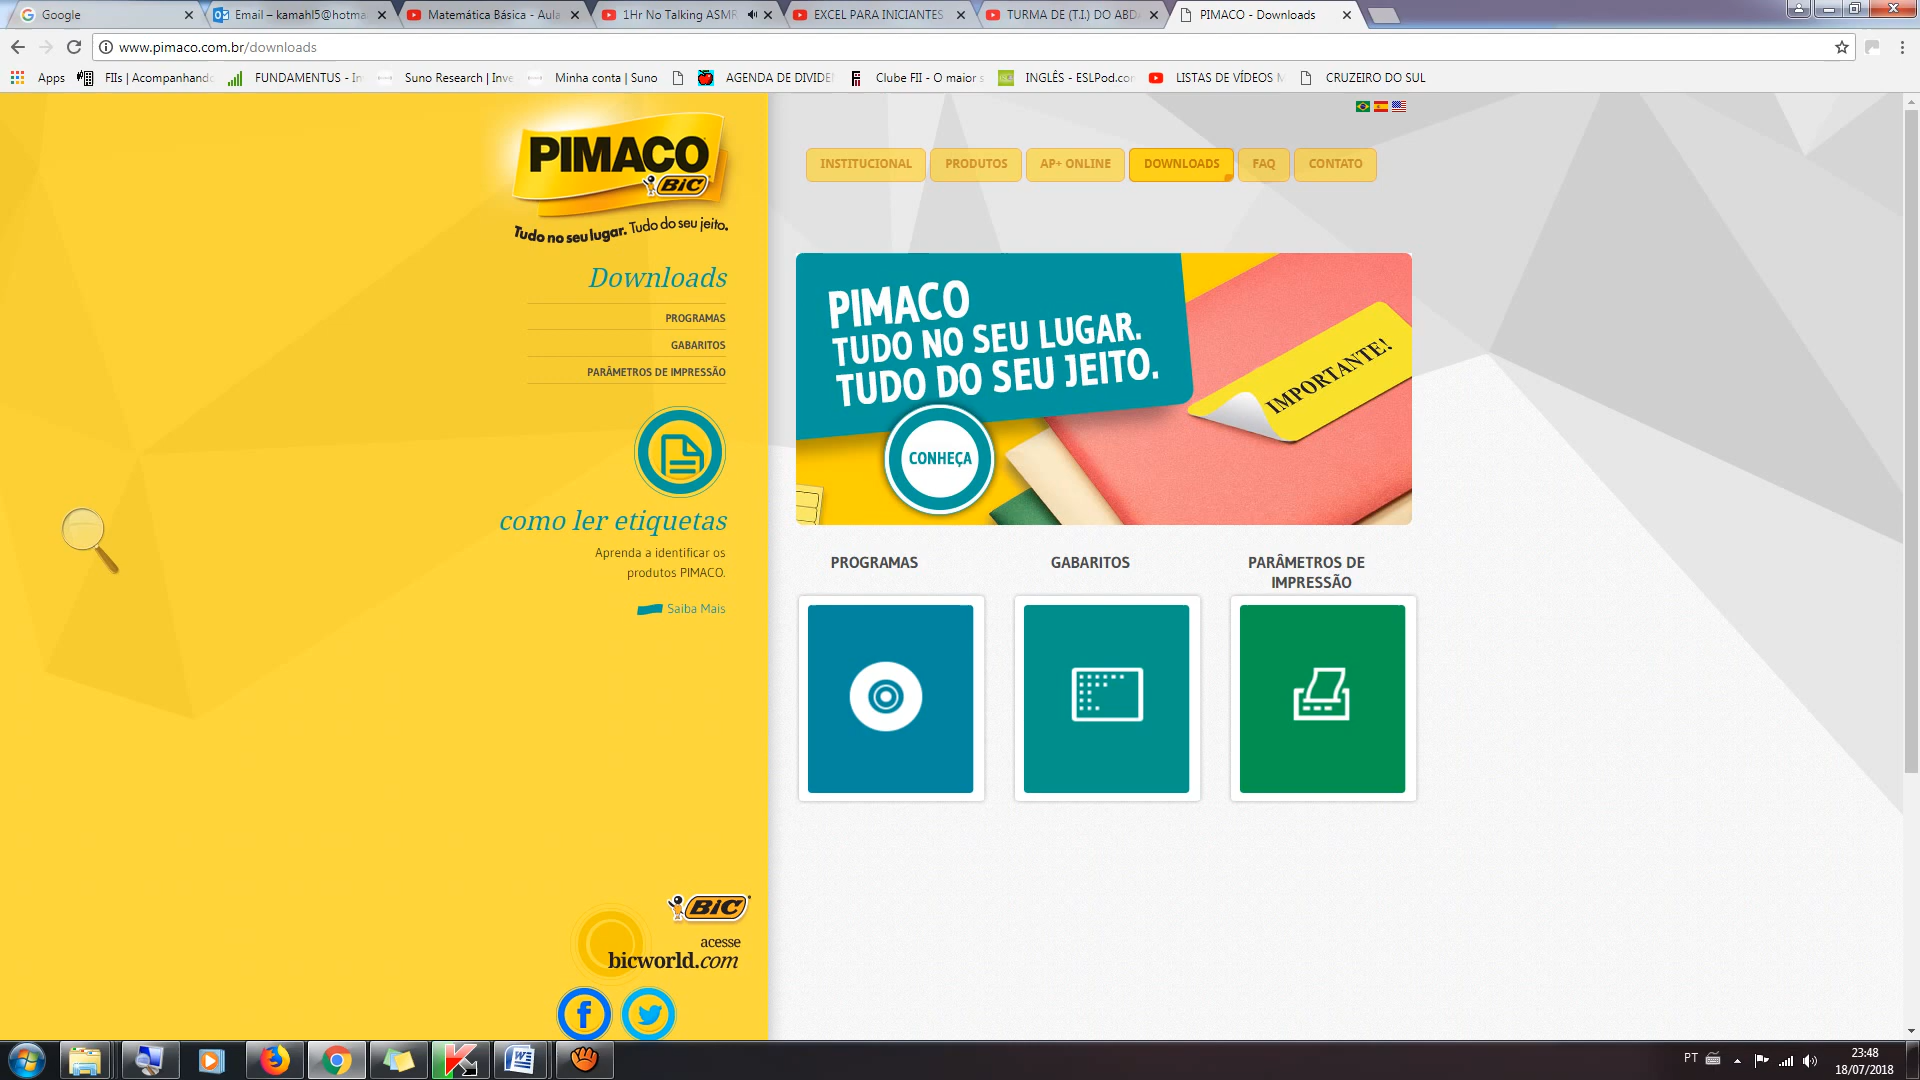 Google
Email – kamahl5@hotma
Matemática Básica - Aula
1Hr No Talking ASMR
EXCEL PARA INICIANTES
TURMA DE (T.I.) DO ABDA
PIMACO - Downloads
www.pimaco.com.br/downloads
Apps
FIIs | Acompanhando
FUNDAMENTUS - In
Suno Research | Inve
Minha conta | Suno
AGENDA DE DIVIDE
Clube FII - O maior s
INGLÊS - ESLPod.com
LISTAS DE VÍDEOS M
CRUZEIRO DO SUL
PIMACO
BIC
Tudo no seu lugar. Tudo do seu jeito.
INSTITUCIONAL
PRODUTOS
AP+ ONLINE
DOWNLOADS
FAQ
CONTATO
Downloads
PROGRAMAS
GABARITOS
PARÂMETROS DE IMPRESSÃO
como ler etiquetas
Aprenda a identificar os
produtos PIMACO.
Saiba Mais
PIMACO
TUDO NO SEU LUGAR.
TUDO DO SEU JEITO.
CONHEÇA
IMPORTANTE!
PROGRAMAS
GABARITOS
PARÂMETROS DE
IMPRESSÃO
BIC
acesse
bicworld.com
PT
23:48
18/07/2018